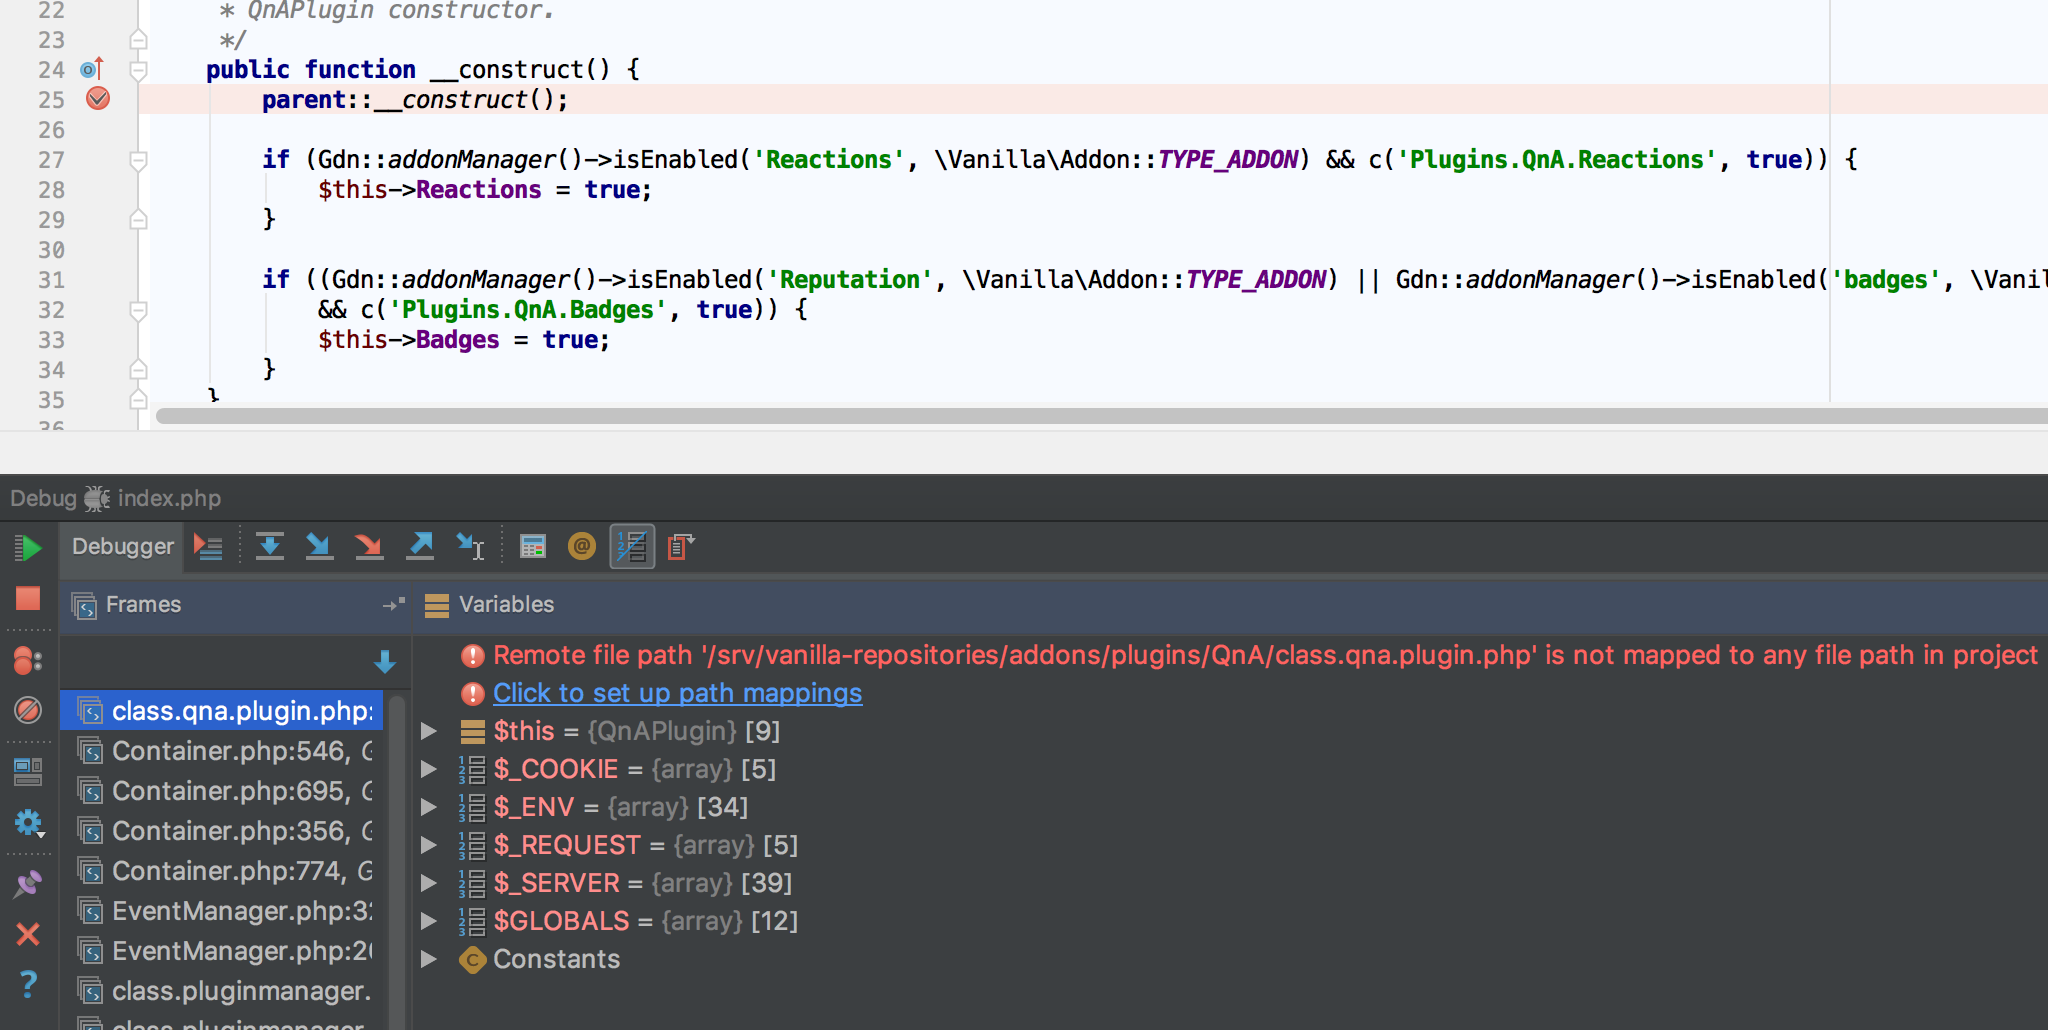 22 * QnAPlugin constructor.
23 */
24 public function __construct() {
25 parent::__construct();
26
27 if (Gdn::addonManager()->isEnabled('Reactions', \Vanilla\Addon::TYPE_ADDON) && c('Plugins.QnA.Reactions', true)) {
28 $this->Reactions = true;
29 }
30
31 if ((Gdn::addonManager()->isEnabled('Reputation', \Vanilla\Addon::TYPE_ADDON) || Gdn::addonManager()->isEnabled('badges', \Vanil
32 && c('Plugins.QnA.Badges', true)) {
33 $this->Badges = true;
34 }
35 }
36
Debug index.php
Debugger
Frames
Variables
class.qna.plugin.php:
Container.php:546,
Container.php:695,
Container.php:356,
Container.php:774,
EventManager.php:32
EventManager.php:20
class.pluginmanager.
class.pluginmanager
Remote file path '/srv/vanilla-repositories/addons/plugins/QnA/class.qna.plugin.php' is not mapped to any file path in project
Click to set up path mappings
$this = {QnAPlugin} [9]
$_COOKIE = {array} [5]
$_ENV = {array} [34]
$_REQUEST = {array} [5]
$_SERVER = {array} [39]
$GLOBALS = {array} [12]
Constants